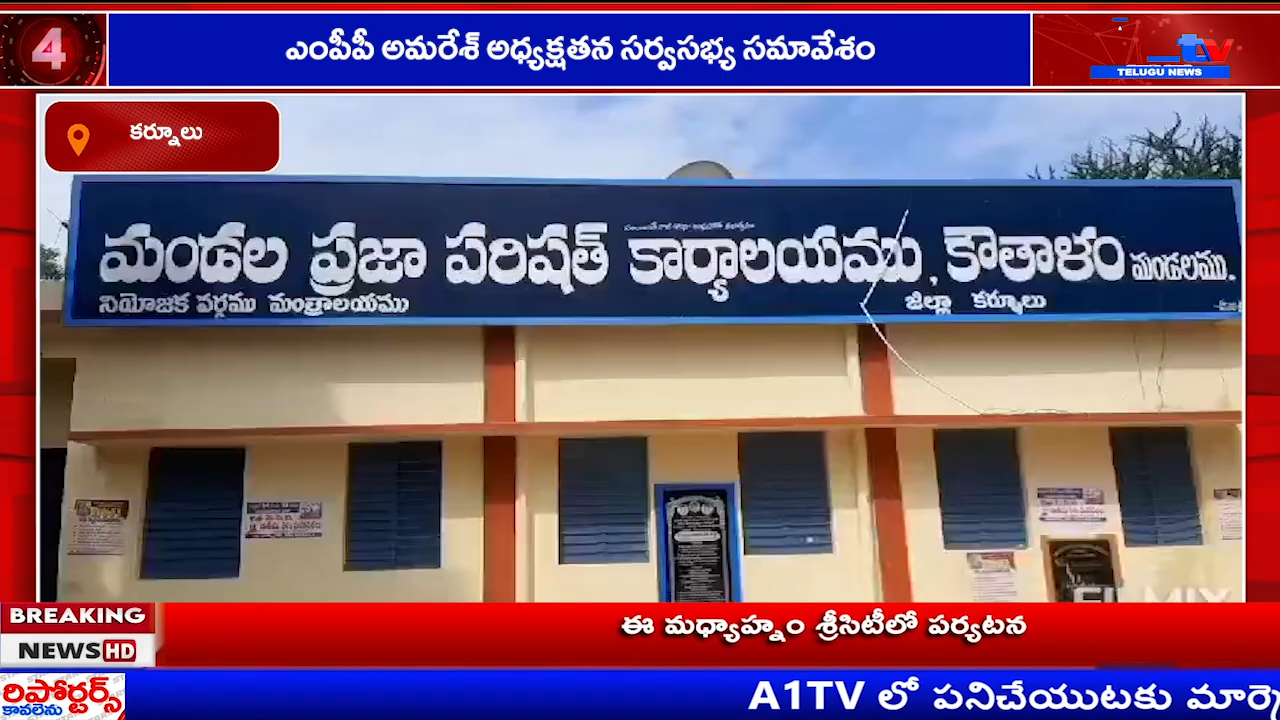 4
ఎంపీపీ అమరేశ్ అధ్యక్షతన సర్వసభ్య సమావేశం
tv
TELUGU NEWS
కర్నూలు
మండల ప్రజా పరిషత్ కార్యాలయము, కౌతాళం మండలము.
నియోజక వర్గము మంత్రాలయము
జిల్లా కర్నూలు
BREAKING
NEWS HD
ఈ మధ్యాహ్నం శ్రీసిటీలో పర్యటన
రిపోర్టర్స్
కావలెను
A1TV లో పనిచేయుటకు మార్కె